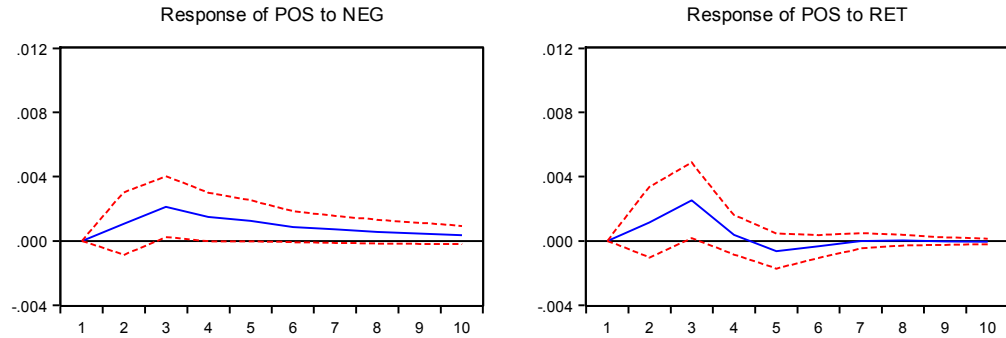 Response of POS to NEG
.012
.008
.004
.000
-.004
1 2 3 4 5 6 7 8 9 10
Response of POS to RET
.012
.008
.004
.000
-.004
1 2 3 4 5 6 7 8 9 10